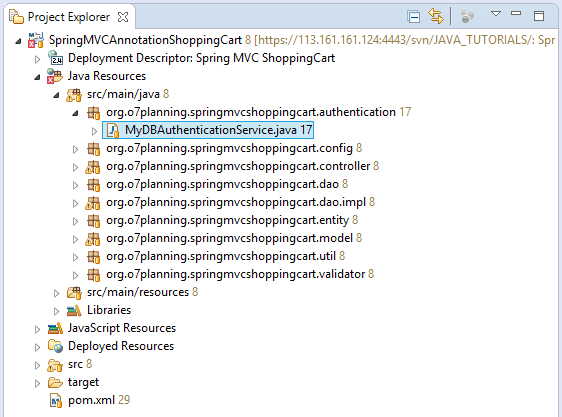 Project Explorer
SpringMVCAnnotationShoppingCart 8 [https://113.161.161.124:4443/svn/JAVA_TUTORIALS/: Spr
Deployment Descriptor: Spring MVC ShoppingCart
Java Resources
src/main/java 8
org.o7planning.springmvcshoppingcart.authentication 17
MyDBAuthenticationService.java 17
org.o7planning.springmvcshoppingcart.config 8
org.o7planning.springmvcshoppingcart.controller 8
org.o7planning.springmvcshoppingcart.dao 8
org.o7planning.springmvcshoppingcart.dao.impl 8
org.o7planning.springmvcshoppingcart.entity 8
org.o7planning.springmvcshoppingcart.model 8
org.o7planning.springmvcshoppingcart.util 8
org.o7planning.springmvcshoppingcart.validator 8
src/main/resources 8
Libraries
JavaScript Resources
Deployed Resources
src 8
target
pom.xml 29